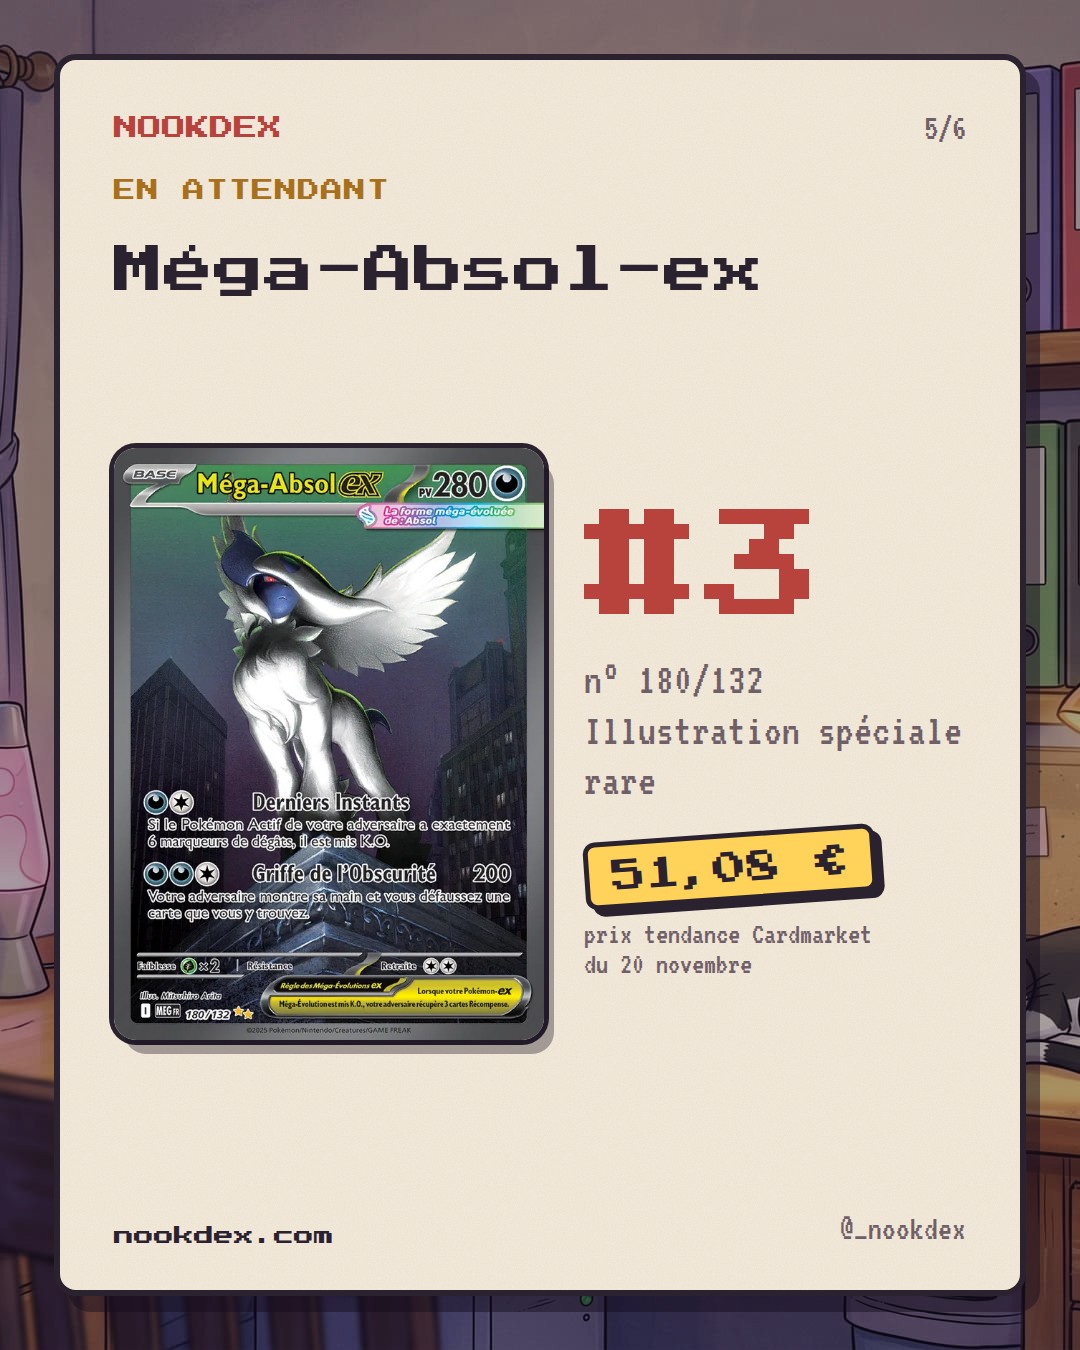 NOOKDEX
5/6
EN ATTENDANT
Méga-Absol-ex
BASE
Méga-Absol ex
PV 280
La forme méga-évoluée
de : Absol
Derniers Instants
Si le Pokémon Actif de votre adversaire a exactement
6 marqueurs de dégâts, il est mis K.O.
Griffe de l'Obscurité 200
Votre adversaire montre sa main et vous défaussez une
carte que vous y trouvez.
Faiblesse ×2 Résistance Retraite
Règle des Méga-Évolutions ex
Lorsque votre Pokémon-ex
Méga-Évolution est mis K.O., votre adversaire récupère 3 cartes Récompense.
Illus. Mitsuhiro Arita
I MEG FR 180/132
©2025 Pokémon/Nintendo/Creatures/GAME FREAK
#3
n° 180/132
Illustration spéciale
rare
51,08 €
prix tendance Cardmarket
du 20 novembre
nookdex.com
@_nookdex